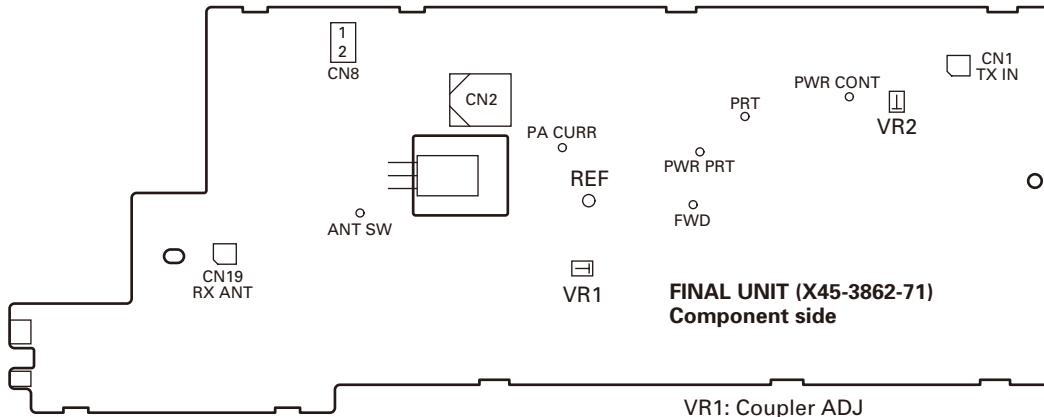 1
2
CN8
CN2
CN1
TX IN
PWR CONT
PRT
VR2
PA CURR
PWR PRT
REF
FWD
ANT SW
CN19
RX ANT
VR1
FINAL UNIT (X45-3862-71)
Component side
VR1: Coupler ADJ